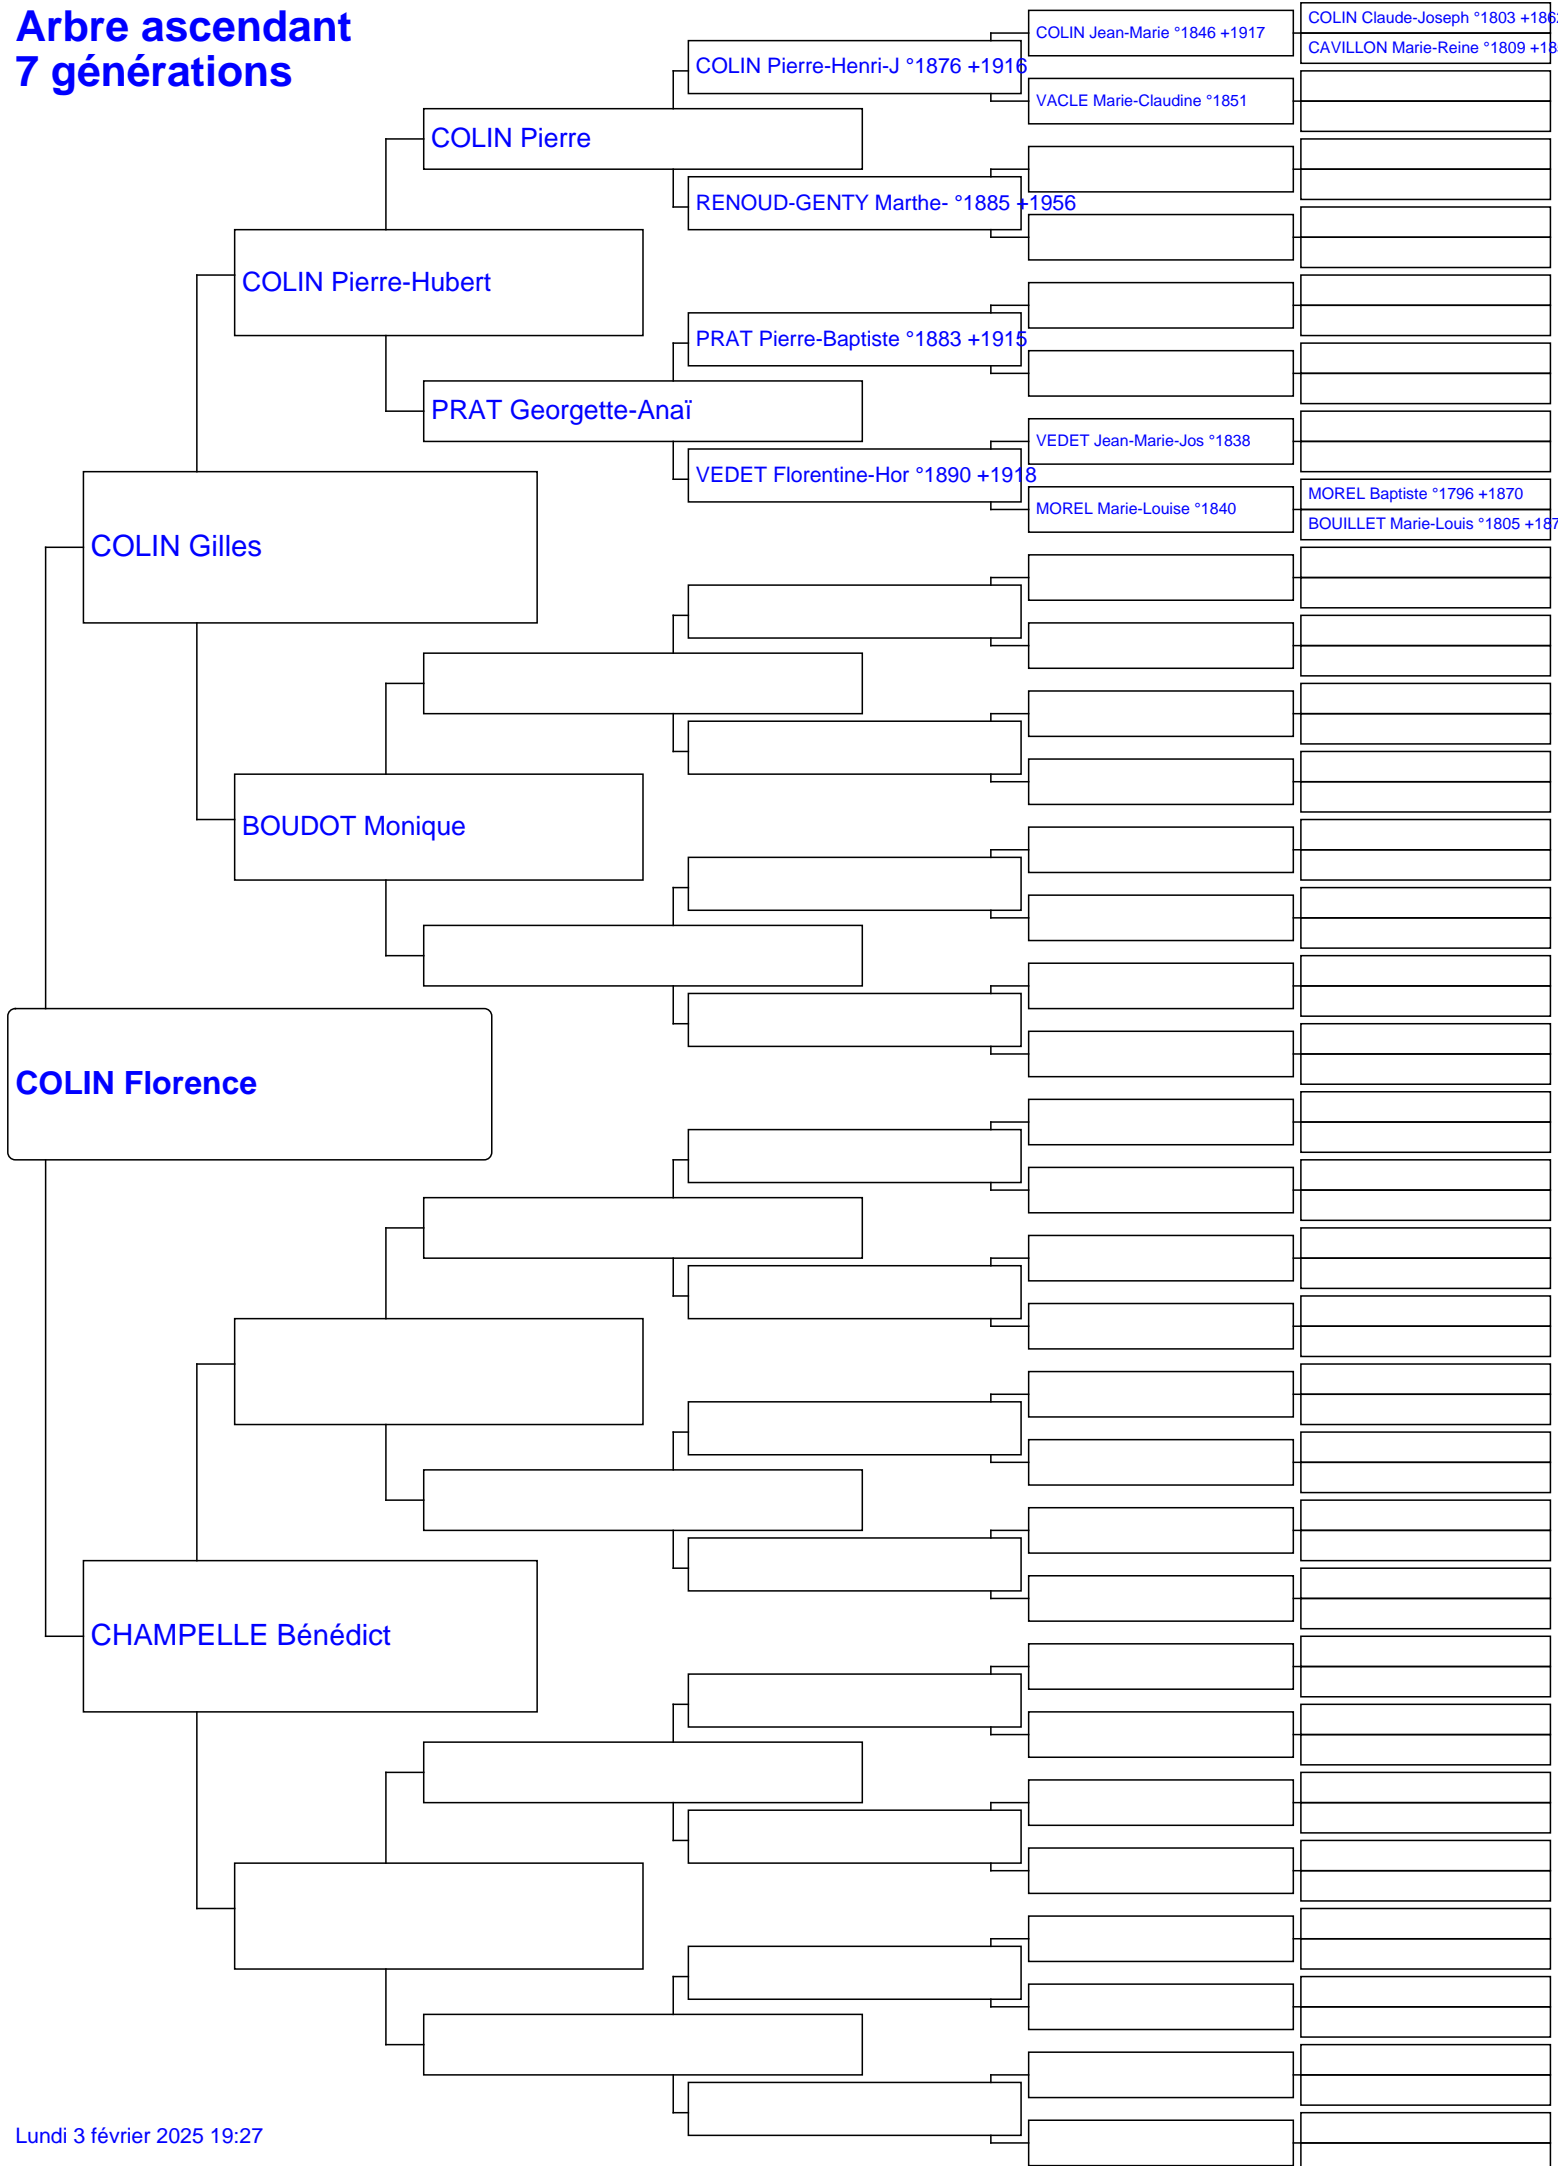 Arbre ascendant
7 générations
COLIN Claude-Joseph °1803
COLIN Jean-Marie °1846 +1917
CAVILLON Marie-Reine °1809
COLIN Pierre-Henri-J °1876 +1916
VACLE Marie-Claudine °1851
COLIN Pierre
RENOUD-GENTY Marthe- °1885 +1956
COLIN Pierre-Hubert
PRAT Pierre-Baptiste °1883 +1915
PRAT Georgette-Anaï
VEDET Jean-Marie-Jos °1838
VEDET Florentine-Hor °1890 +1918
MOREL Baptiste °1796 +1870
MOREL Marie-Louise °1840
BOUILLET Marie-Louis °1805
COLIN Gilles
BOUDOT Monique
COLIN Florence
CHAMPELLE Bénédict
Lundi 3 février 2025 19:27